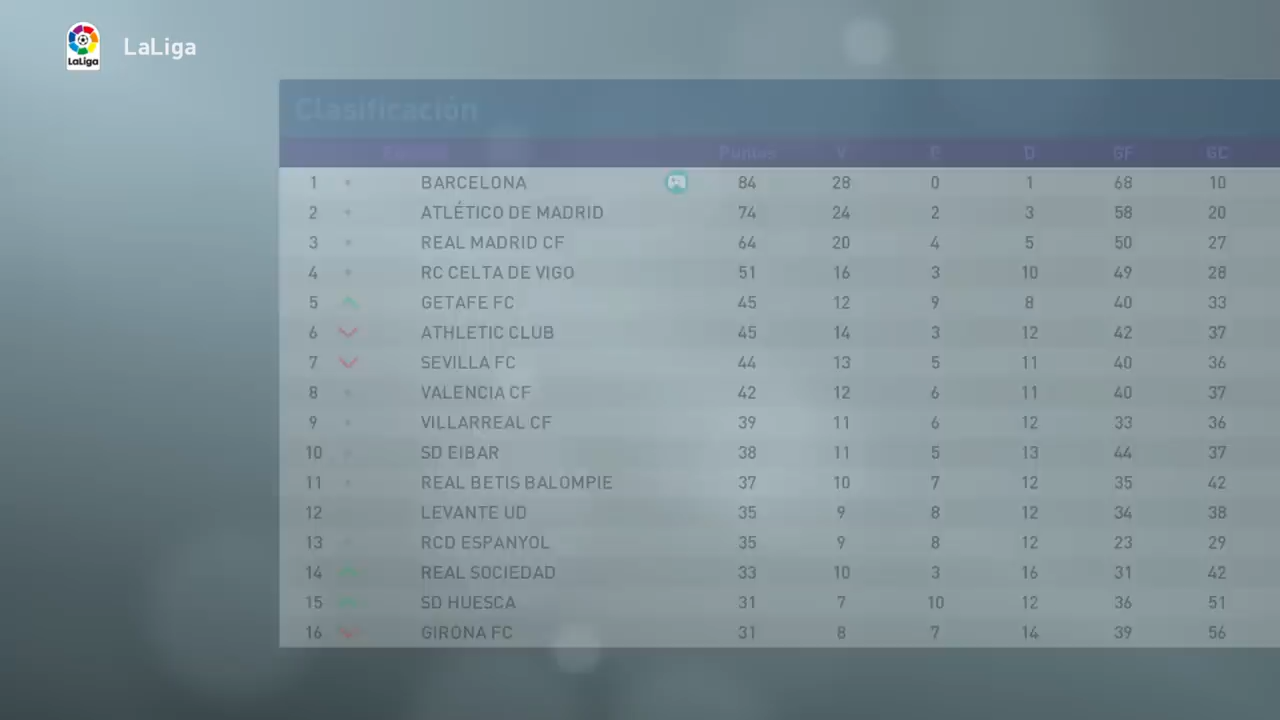 LaLiga
LaLiga
Clasificación
Puntos V E D GF GC
1 BARCELONA 84 28 0 1 68 10
2 ATLÉTICO DE MADRID 74 24 2 3 58 20
3 REAL MADRID CF 64 20 4 5 50 27
4 RC CELTA DE VIGO 51 16 3 10 49 28
5 GETAFE FC 45 12 9 8 40 33
6 ATHLETIC CLUB 45 14 3 12 42 37
7 SEVILLA FC 44 13 5 11 40 36
8 VALENCIA CF 42 12 6 11 40 37
9 VILLARREAL CF 39 11 6 12 33 36
10 SD EIBAR 38 11 5 13 44 37
11 REAL BETIS BALOMPIE 37 10 7 12 35 42
12 LEVANTE UD 35 9 8 12 34 38
13 RCD ESPANYOL 35 9 8 12 23 29
14 REAL SOCIEDAD 33 10 3 16 31 42
15 SD HUESCA 31 7 10 12 36 51
16 GIRONA FC 31 8 7 14 39 56